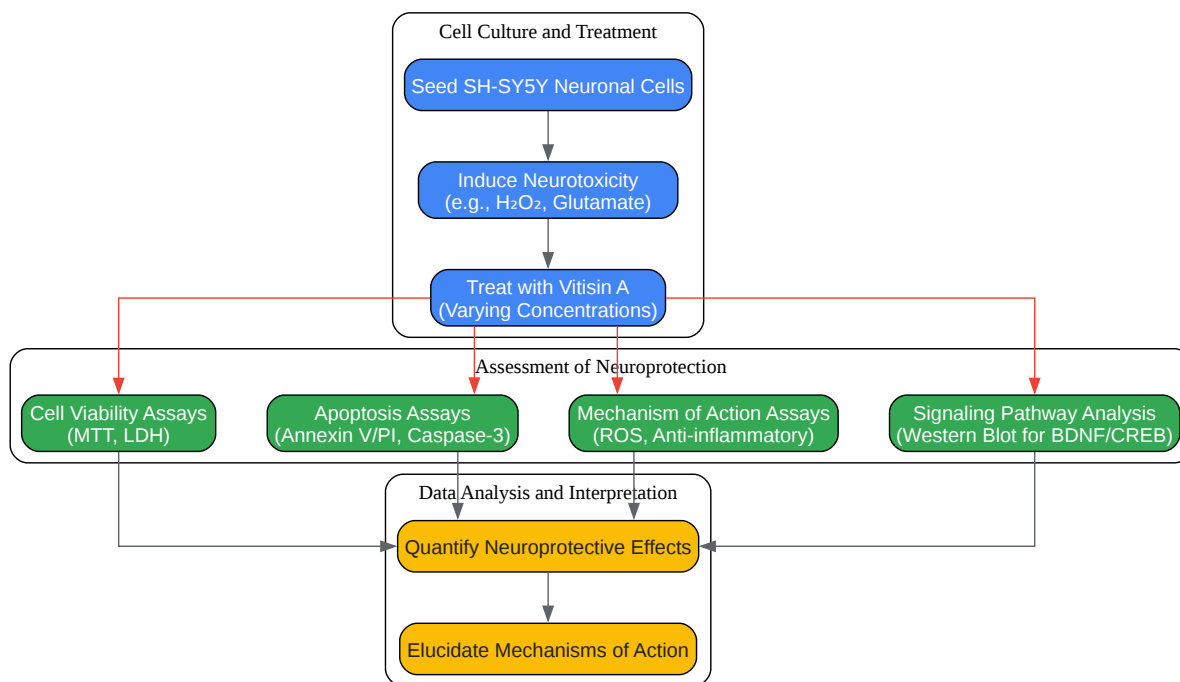 Cell Culture and Treatment
Seed SH-SY5Y Neuronal Cells
Induce Neurotoxicity
(e.g., H₂O₂, Glutamate)
Treat with Vitisin A
(Varying Concentrations)
Assessment of Neuroprotection
Cell Viability Assays
(MTT, LDH)
Apoptosis Assays
(Annexin V/PI, Caspase-3)
Mechanism of Action Assays
(ROS, Anti-inflammatory)
Signaling Pathway Analysis
(Western Blot for BDNF/CREB)
Data Analysis and Interpretation
Quantify Neuroprotective Effects
Elucidate Mechanisms of Action